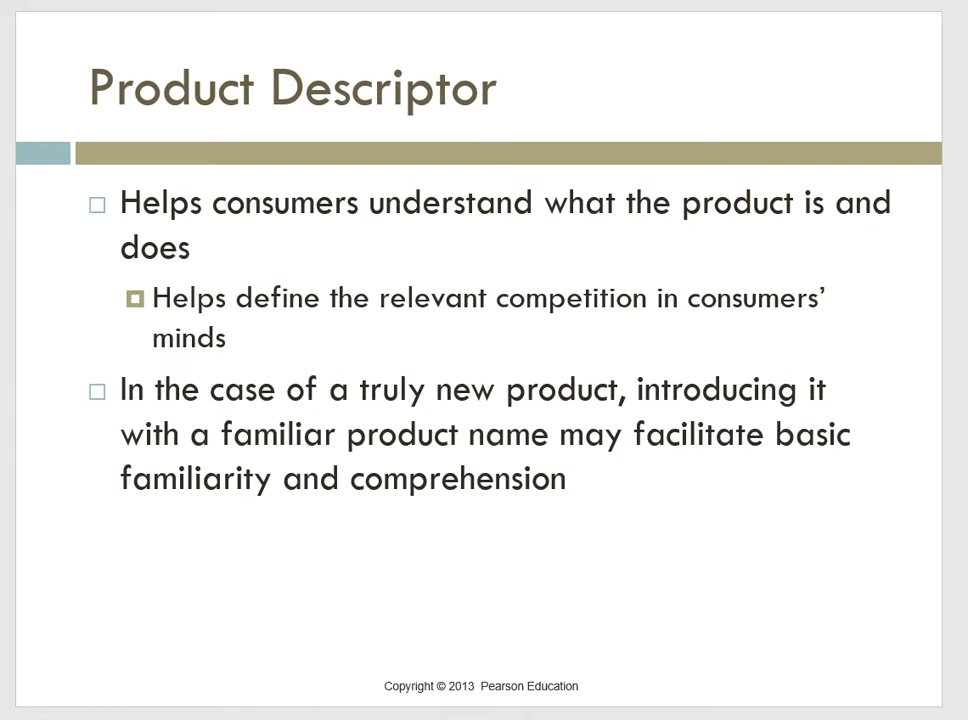 Product Descriptor
Helps consumers understand what the product is and
does
Helps define the relevant competition in consumers’
minds
In the case of a truly new product, introducing it
with a familiar product name may facilitate basic
familiarity and comprehension
Copyright © 2013 Pearson Education